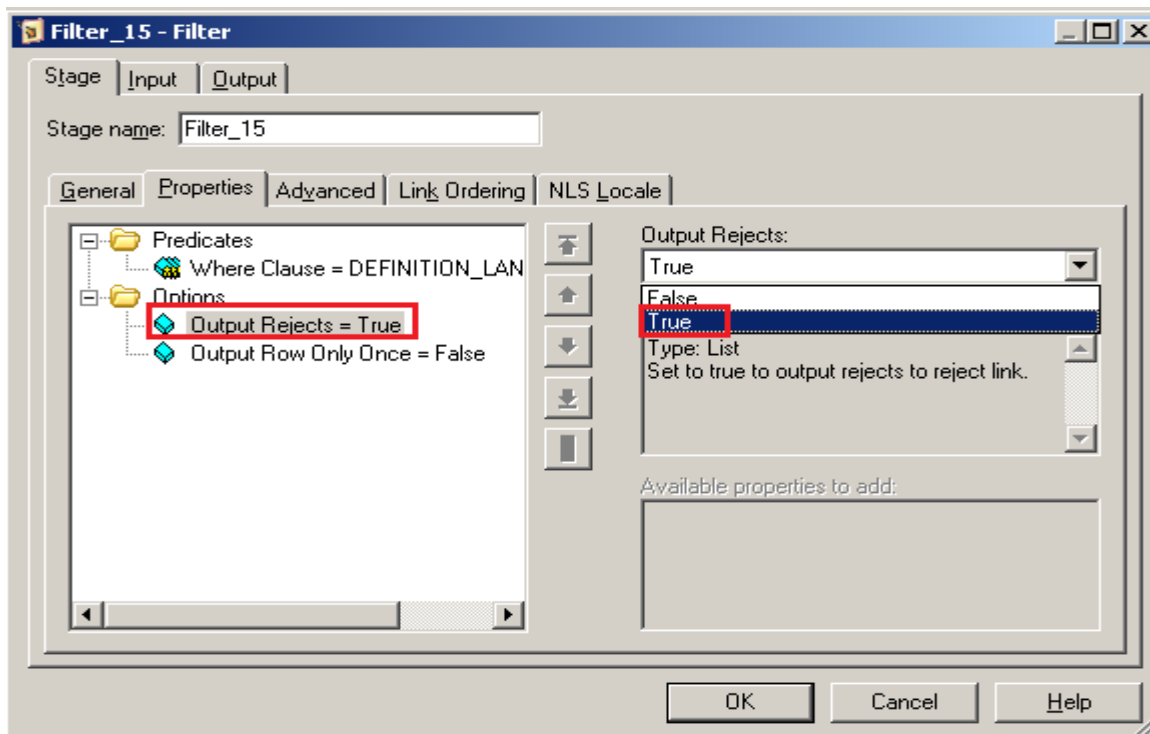 Filter_15 - Filter
Stage Input Output
Stage name: Filter_15
General Properties Advanced Link Ordering NLS Locale
Predicates
Where Clause = DEFINITION_LAN
Options
Output Rejects = True
Output Row Only Once = False
Output Rejects:
True
False
True
Type: List
Set to true to output rejects to reject link.
Available properties to add:
OK Cancel Help